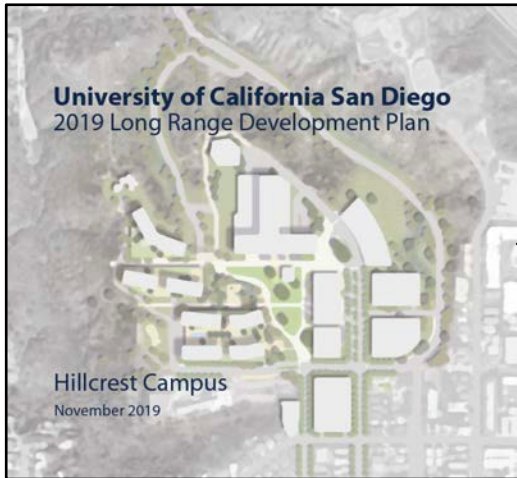 University of California San Diego
2019 Long Range Development Plan
Hillcrest Campus
November 2019